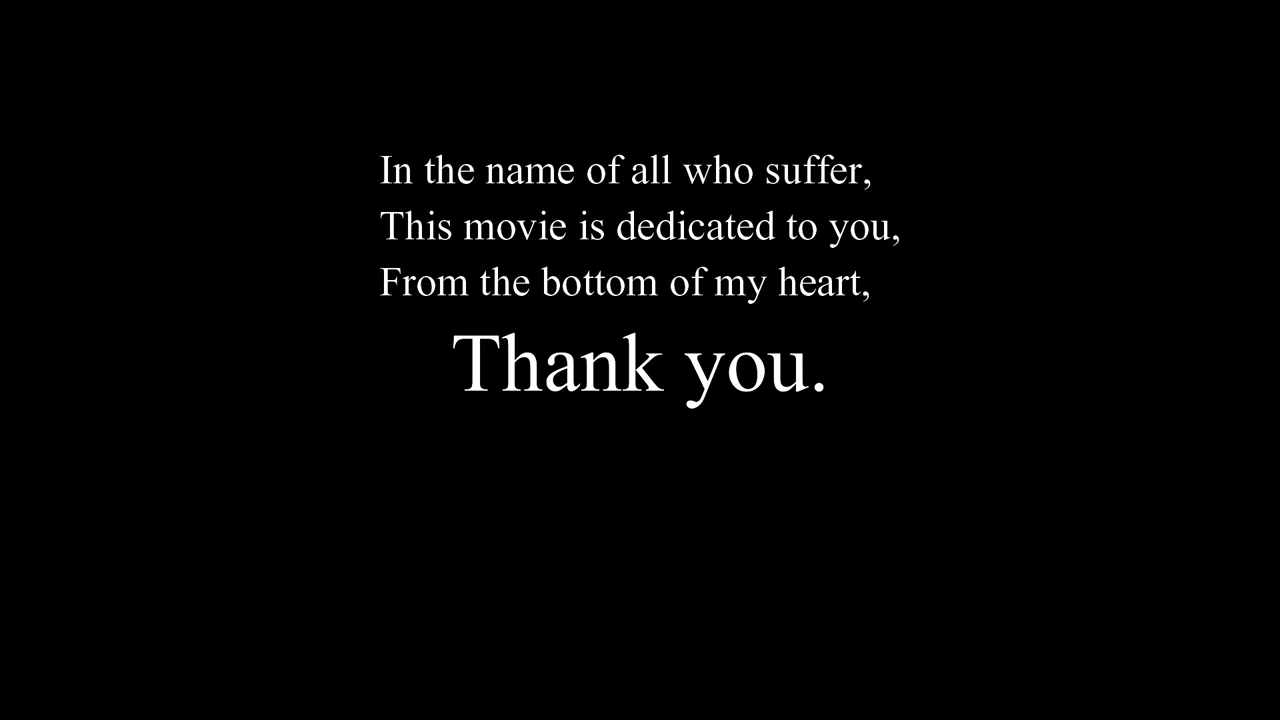 In the name of all who suffer,
This movie is dedicated to you,
From the bottom of my heart,
Thank you.